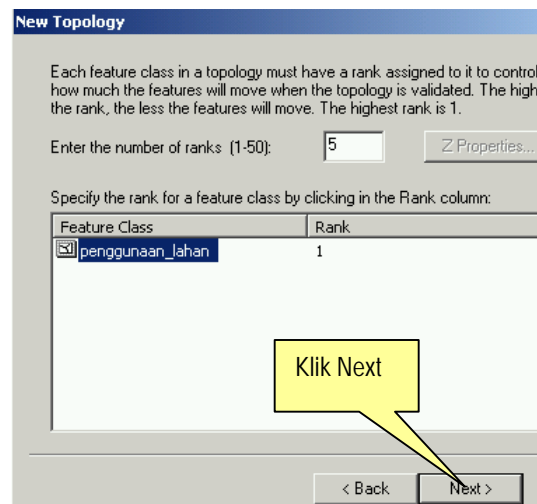 New Topology
Each feature class in a topology must have a rank assigned to it to control
how much the features will move when the topology is validated. The high
the rank, the less the features will move. The highest rank is 1.
Enter the number of ranks (1-50): 5 Z Properties...
Specify the rank for a feature class by clicking in the Rank column:
Feature Class Rank
penggunaan_lahan 1
Klik Next
< Back Next >